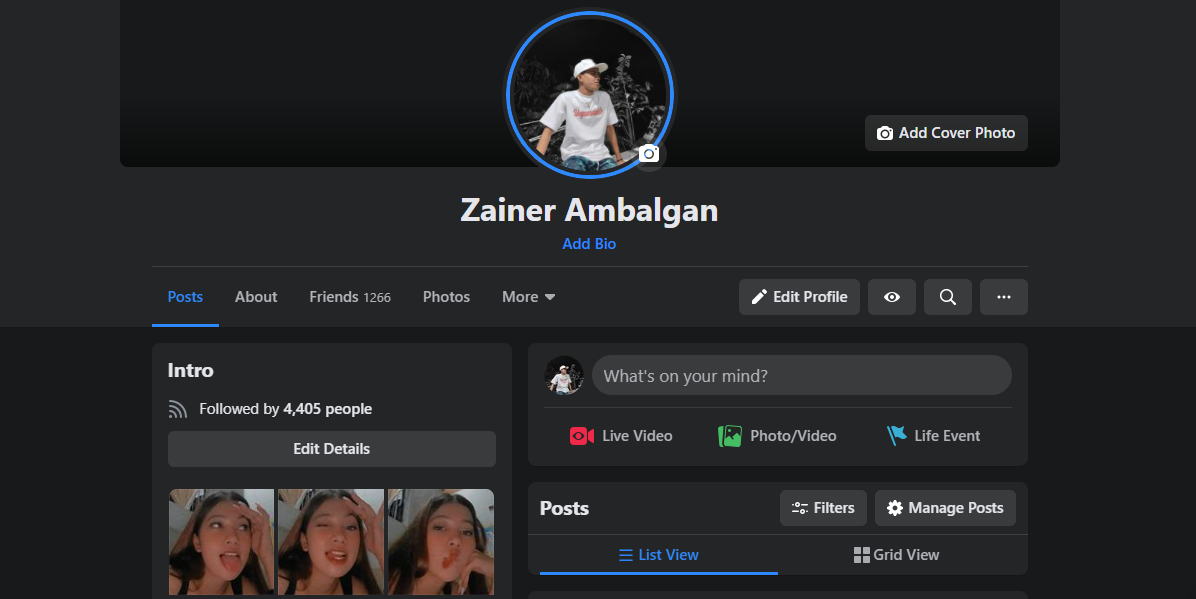 Add Cover Photo
Zainer Ambalgan
Add Bio
Posts About Friends 1266 Photos More Edit Profile
Intro
Followed by 4,405 people
Edit Details
What's on your mind?
Live Video Photo/Video Life Event
Posts Filters Manage Posts
List View Grid View